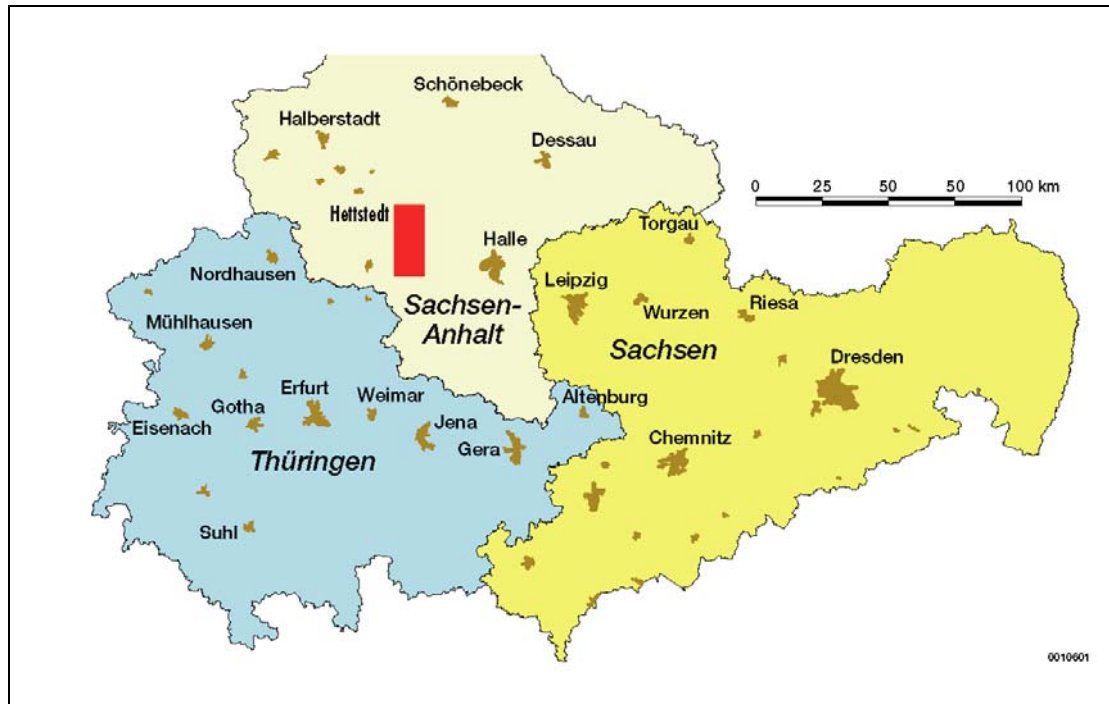 Schönebeck
Halberstadt
Dessau
0 25 50 50 100 km
Hettstedt
Torgau
Halle
Nordhausen
Leipzig
Sachsen-
Anhalt
Wurzen
Riesa
Mühlhausen
Sachsen
Dresden
Erfurt
Weimar
Altenburg
Gotha
Eisenach
Jena
Gera
Chemnitz
Thüringen
Suhl
0010601